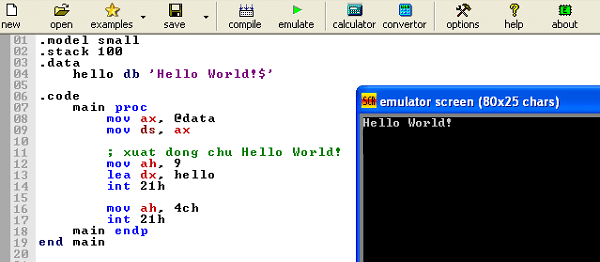 new open examples save compile emulate calculator convertor options help about
01 .model small
02 .stack 100
03 .data
04 hello db 'Hello World!$'
05
06 .code
07 main proc
08 mov ax, @data
09 mov ds, ax
10
11 ; xuat dong chu Hello World!
12 mov ah, 9
13 lea dx, hello
14 int 21h
15
16 mov ah, 4ch
17 int 21h
18 main endp
19 end main
20
SCR emulator screen (80x25 chars)
Hello World!